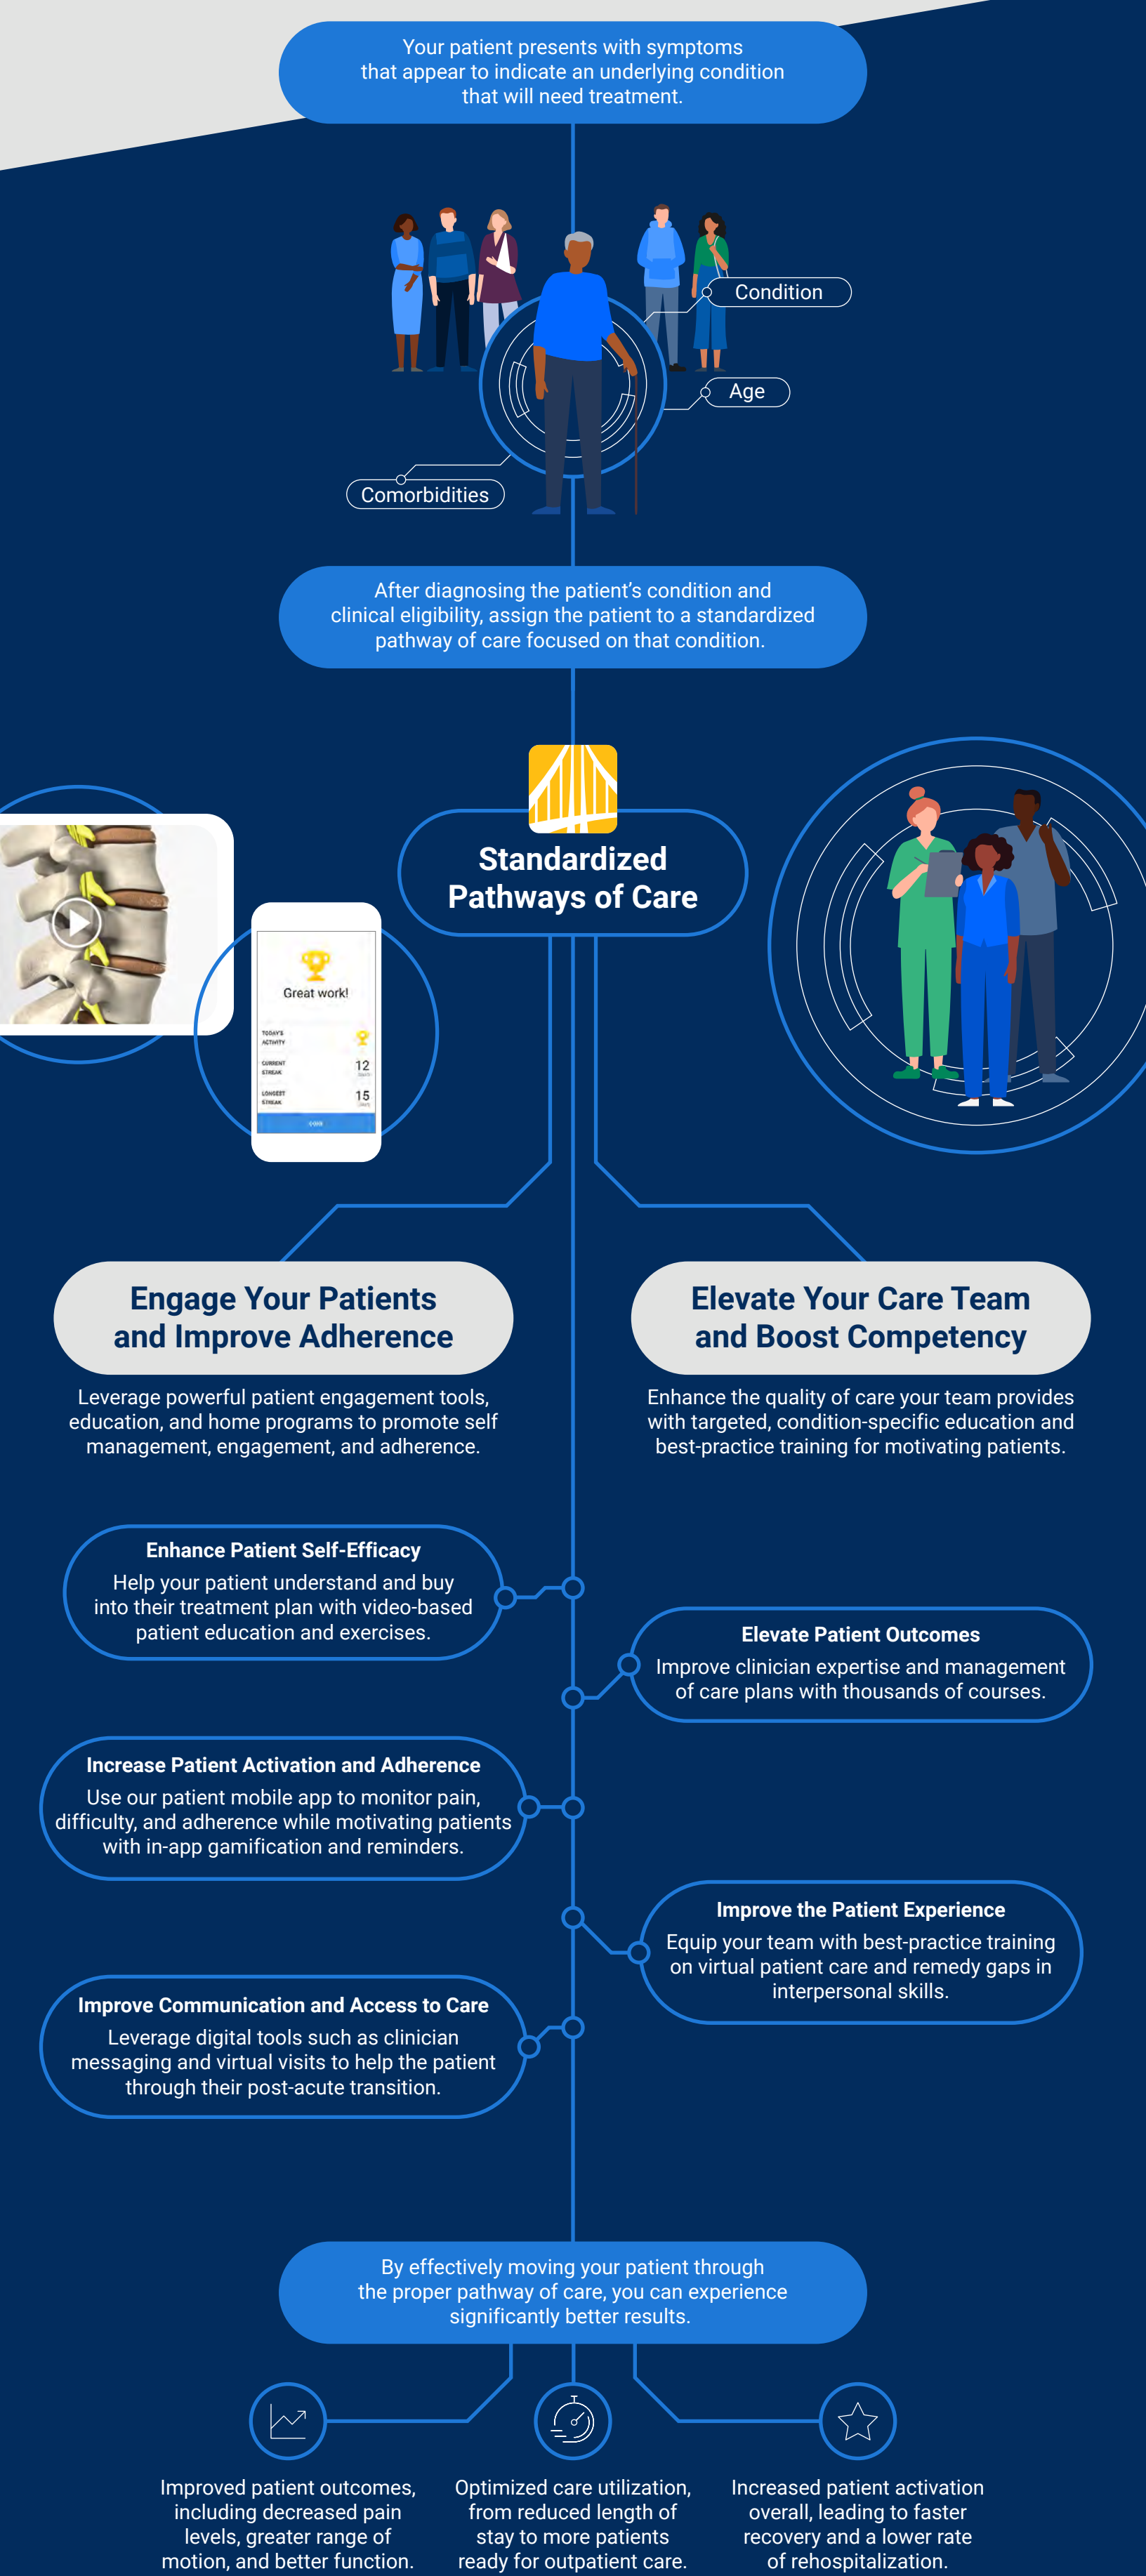 Your patient presents with symptoms
that appear to indicate an underlying condition
that will need treatment.
Condition
Age
Comorbidities
After diagnosing the patient's condition and
clinical eligibility, assign the patient to a standardized
pathway of care focused on that condition.
Standardized
Pathways of Care
Great work!
TODAY'S
ACTIVITY
CURRENT
STREAK
12
LONGEST
STREAK
15
Engage Your Patients
and Improve Adherence
Leverage powerful patient engagement tools,
education, and home programs to promote self
management, engagement, and adherence.
Elevate Your Care Team
and Boost Competency
Enhance the quality of care your team provides
with targeted, condition-specific education and
best-practice training for motivating patients.
Enhance Patient Self-Efficacy
Help your patient understand and buy
into their treatment plan with video-based
patient education and exercises.
Elevate Patient Outcomes
Improve clinician expertise and management
of care plans with thousands of courses.
Increase Patient Activation and Adherence
Use our patient mobile app to monitor pain,
difficulty, and adherence while motivating patients
with in-app gamification and reminders.
Improve the Patient Experience
Equip your team with best-practice training
on virtual patient care and remedy gaps in
interpersonal skills.
Improve Communication and Access to Care
Leverage digital tools such as clinician
messaging and virtual visits to help the patient
through their post-acute transition.
By effectively moving your patient through
the proper pathway of care, you can experience
significantly better results.
Improved patient outcomes,
including decreased pain
levels, greater range of
motion, and better function.
Optimized care utilization,
from reduced length of
stay to more patients
ready for outpatient care.
Increased patient activation
overall, leading to faster
recovery and a lower rate
of rehospitalization.